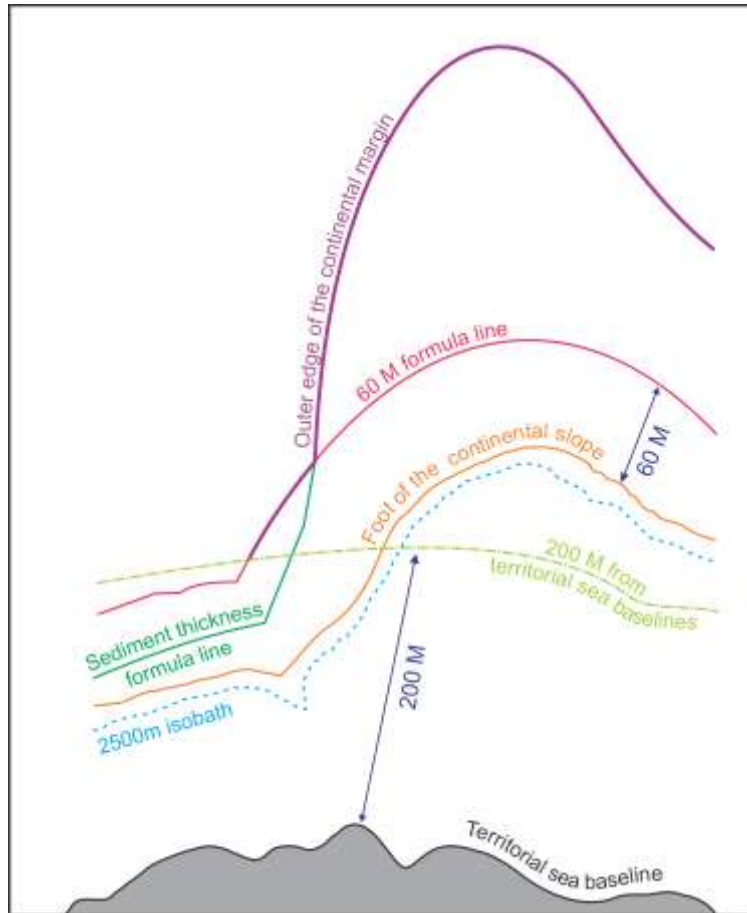 Outer edge of the continental margin
60 M formula line
60 M
Foot of the continental slope
200 M from
territorial sea baselines
Sediment thickness
formula line
200 M
2500m isobath
Territorial sea baseline